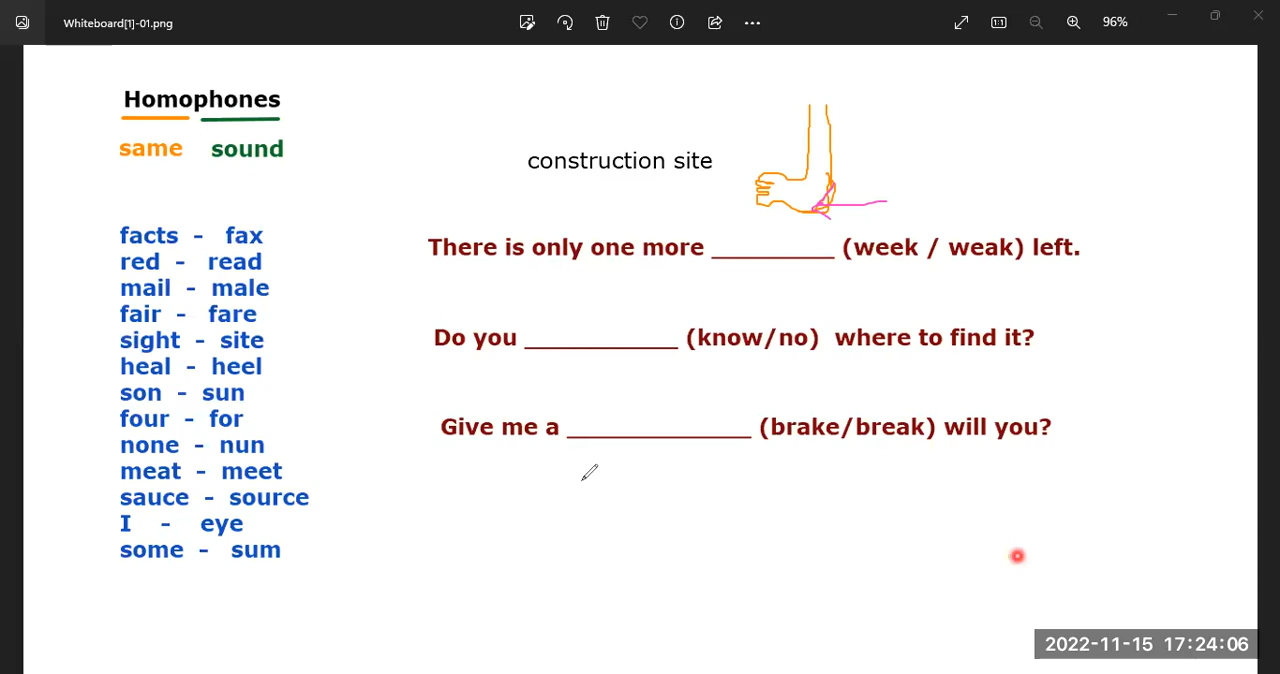 Whiteboard[1]-01.png
96%
Homophones
same sound
construction site
facts - fax
red - read
mail - male
fair - fare
sight - site
heal - heel
son - sun
four - for
none - nun
meat - meet
sauce - source
I - eye
some - sum
There is only one more _________ (week / weak) left.
Do you ___________ (know/no) where to find it?
Give me a _____________ (brake/break) will you?
2022-11-15 17:24:06